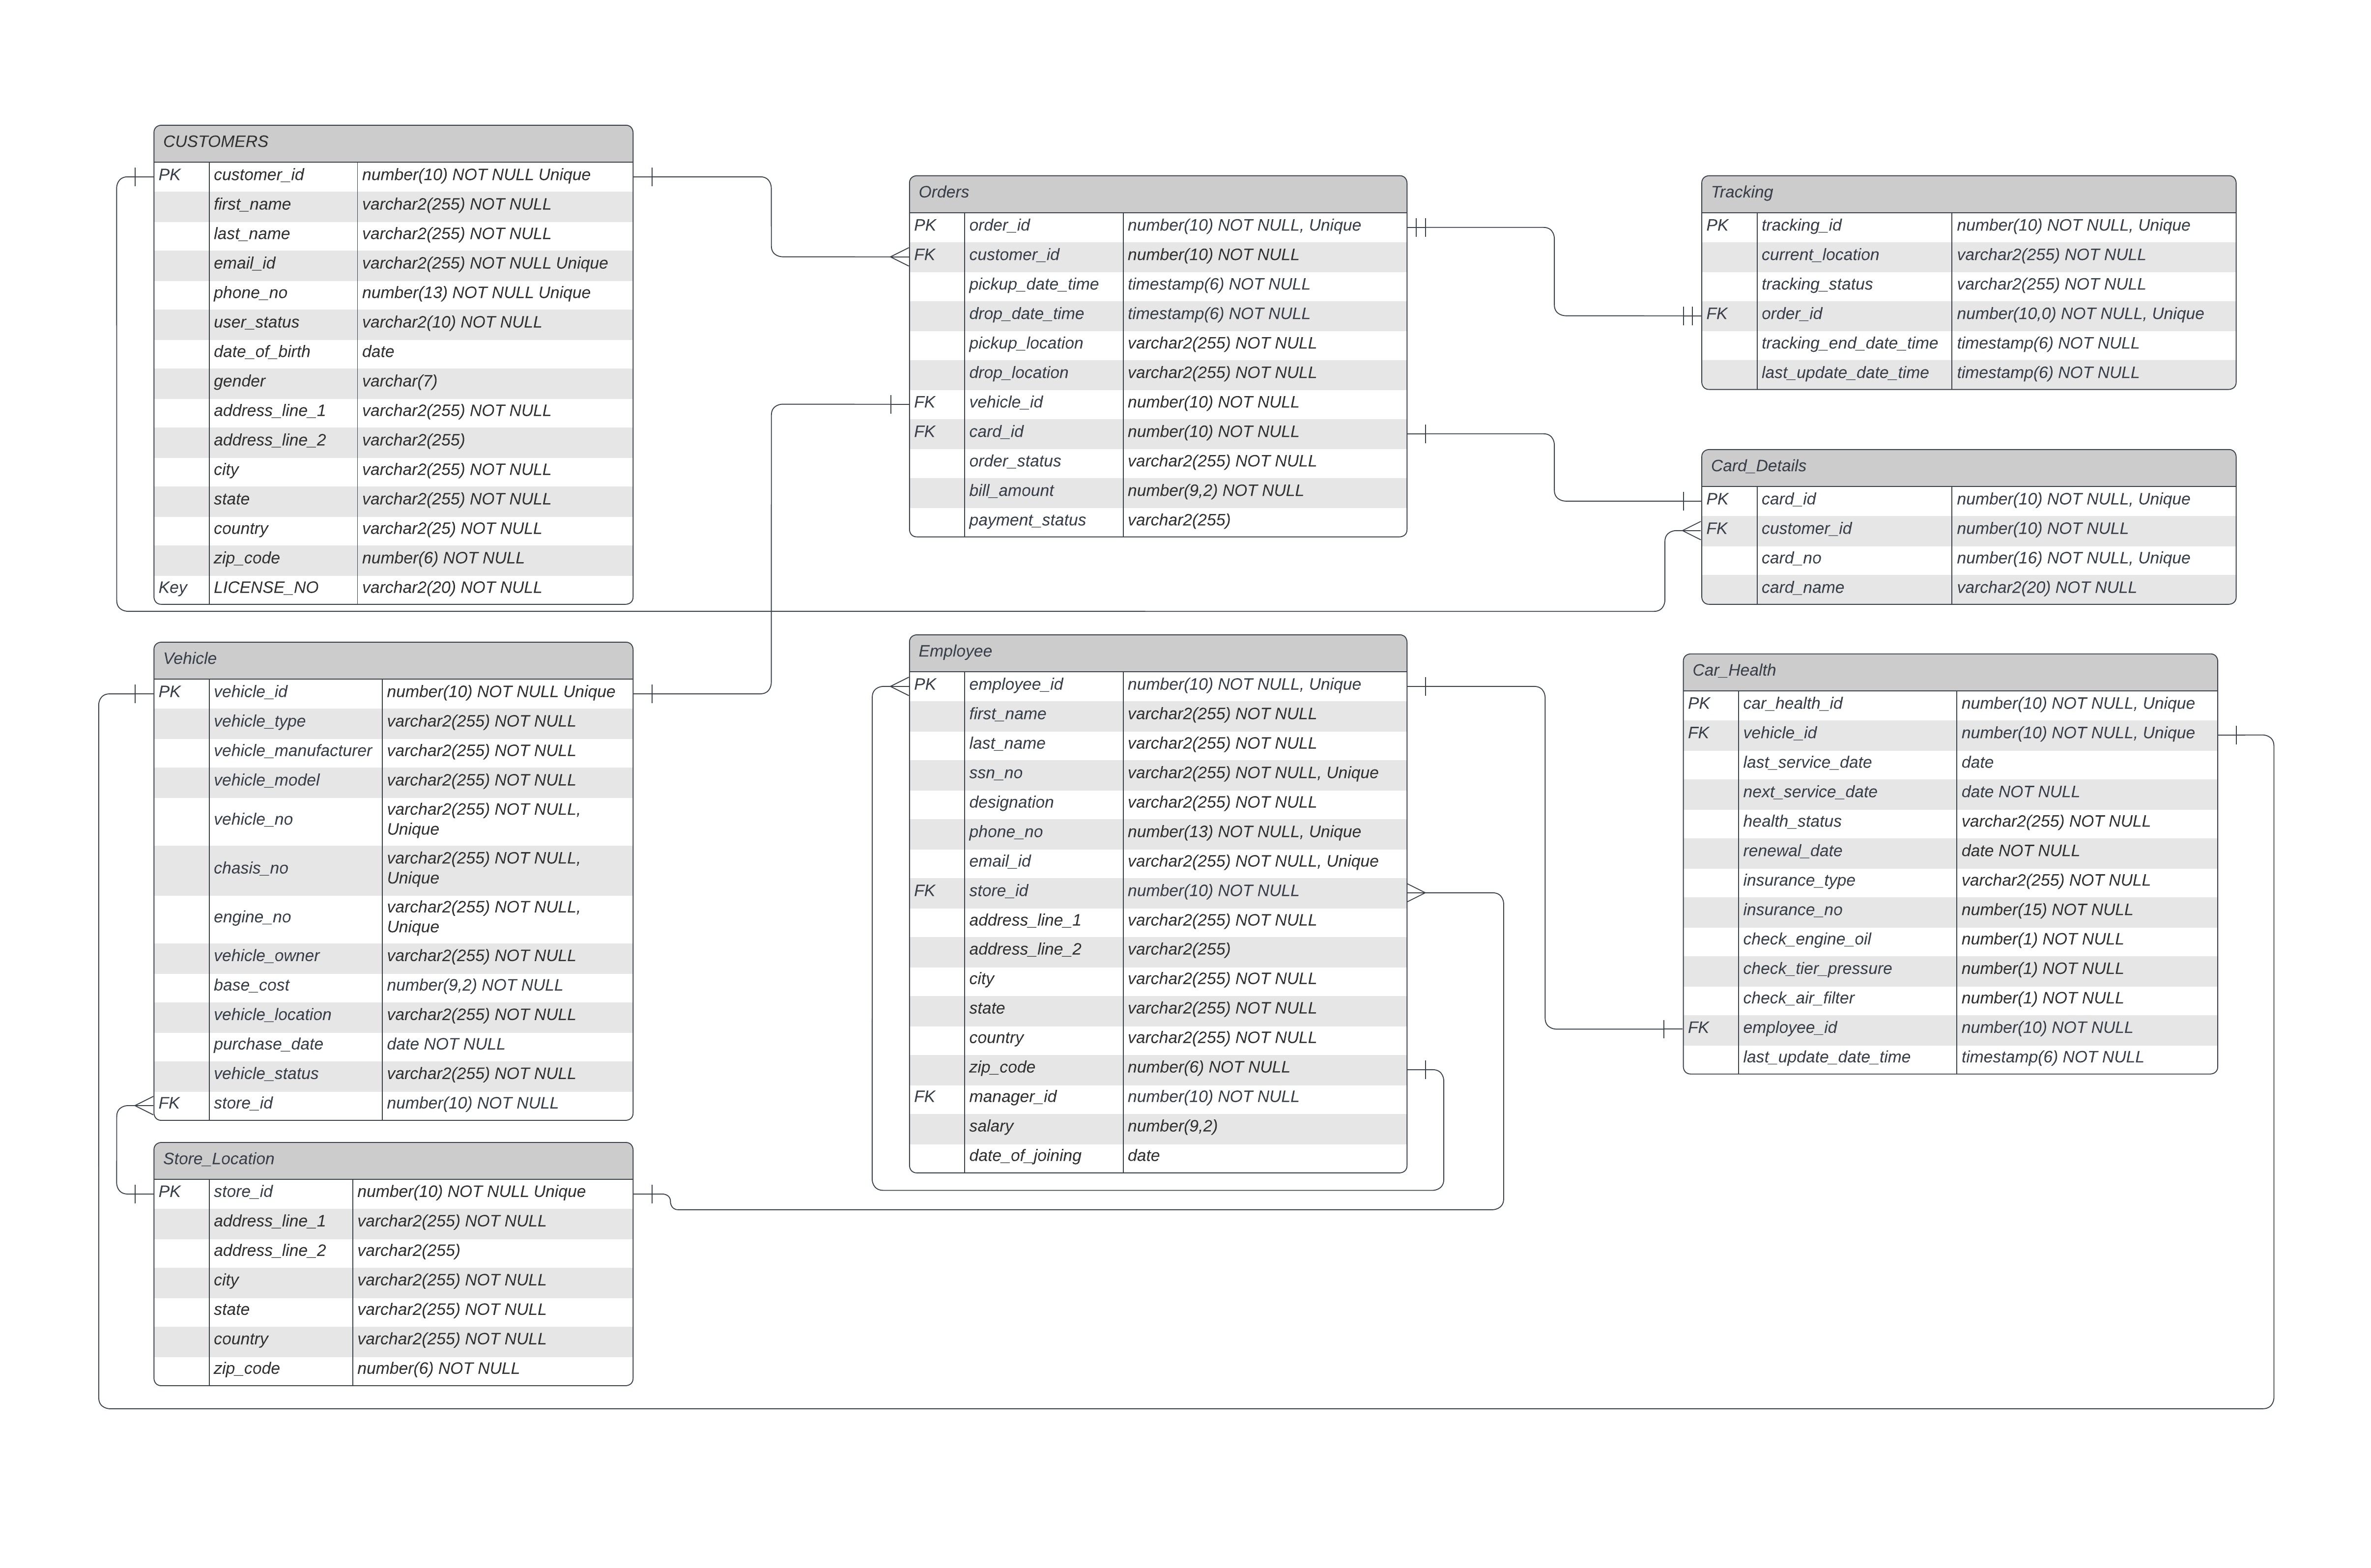 CUSTOMERS
PK customer_id number(10) NOT NULL Unique
first_name varchar2(255) NOT NULL
last_name varchar2(255) NOT NULL
email_id varchar2(255) NOT NULL Unique
phone_no number(13) NOT NULL Unique
user_status varchar2(10) NOT NULL
date_of_birth date
gender varchar(7)
address_line_1 varchar2(255) NOT NULL
address_line_2 varchar2(255)
city varchar2(255) NOT NULL
state varchar2(255) NOT NULL
country varchar2(25) NOT NULL
zip_code number(6) NOT NULL
Key LICENSE_NO varchar2(20) NOT NULL
Orders
PK order_id number(10) NOT NULL, Unique
FK customer_id number(10) NOT NULL
pickup_date_time timestamp(6) NOT NULL
drop_date_time timestamp(6) NOT NULL
pickup_location varchar2(255) NOT NULL
drop_location varchar2(255) NOT NULL
FK vehicle_id number(10) NOT NULL
FK card_id number(10) NOT NULL
order_status varchar2(255) NOT NULL
bill_amount number(9,2) NOT NULL
payment_status varchar2(255)
Tracking
PK tracking_id number(10) NOT NULL, Unique
current_location varchar2(255) NOT NULL
tracking_status varchar2(255) NOT NULL
FK order_id number(10,0) NOT NULL, Unique
tracking_end_date_time timestamp(6) NOT NULL
last_update_date_time timestamp(6) NOT NULL
Card_Details
PK card_id number(10) NOT NULL, Unique
FK customer_id number(10) NOT NULL
card_no number(16) NOT NULL, Unique
card_name varchar2(20) NOT NULL
Vehicle
PK vehicle_id number(10) NOT NULL Unique
vehicle_type varchar2(255) NOT NULL
vehicle_manufacturer varchar2(255) NOT NULL
vehicle_model varchar2(255) NOT NULL
vehicle_no varchar2(255) NOT NULL,
Unique
chasis_no varchar2(255) NOT NULL,
Unique
engine_no varchar2(255) NOT NULL,
Unique
vehicle_owner varchar2(255) NOT NULL
base_cost number(9,2) NOT NULL
vehicle_location varchar2(255) NOT NULL
purchase_date date NOT NULL
vehicle_status varchar2(255) NOT NULL
FK store_id number(10) NOT NULL
Employee
PK employee_id number(10) NOT NULL, Unique
first_name varchar2(255) NOT NULL
last_name varchar2(255) NOT NULL
ssn_no varchar2(255) NOT NULL, Unique
designation varchar2(255) NOT NULL
phone_no number(13) NOT NULL, Unique
email_id varchar2(255) NOT NULL, Unique
FK store_id number(10) NOT NULL
address_line_1 varchar2(255) NOT NULL
address_line_2 varchar2(255)
city varchar2(255) NOT NULL
state varchar2(255) NOT NULL
country varchar2(255) NOT NULL
zip_code number(6) NOT NULL
FK manager_id number(10) NOT NULL
salary number(9,2)
date_of_joining date
Car_Health
PK car_health_id number(10) NOT NULL, Unique
FK vehicle_id number(10) NOT NULL, Unique
last_service_date date
next_service_date date NOT NULL
health_status varchar2(255) NOT NULL
renewal_date date NOT NULL
insurance_type varchar2(255) NOT NULL
insurance_no number(15) NOT NULL
check_engine_oil number(1) NOT NULL
check_tier_pressure number(1) NOT NULL
check_air_filter number(1) NOT NULL
FK employee_id number(10) NOT NULL
last_update_date_time timestamp(6) NOT NULL
Store_Location
PK store_id number(10) NOT NULL Unique
address_line_1 varchar2(255) NOT NULL
address_line_2 varchar2(255)
city varchar2(255) NOT NULL
state varchar2(255) NOT NULL
country varchar2(255) NOT NULL
zip_code number(6) NOT NULL